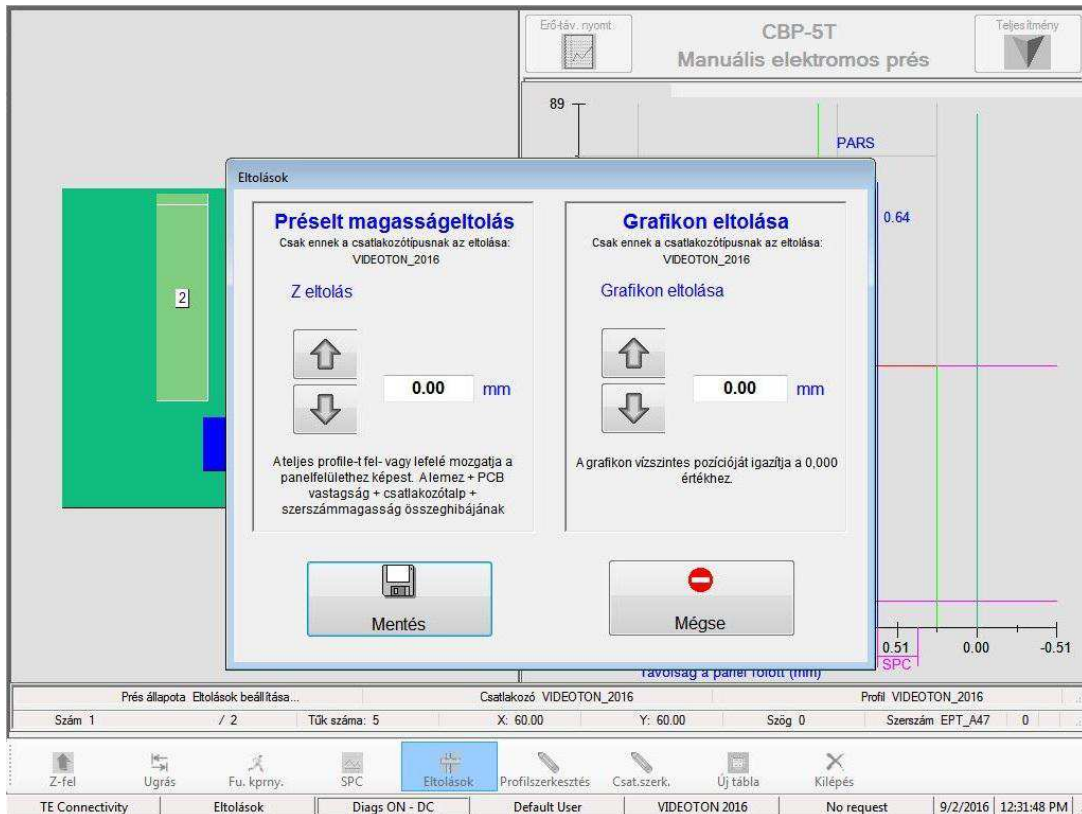 Erő-táv. nyomt
CBP-5T
Manuális elektromos prés
Teljesítmény
89
PARS
0.64
2
Eltolások
Préselt magasságeltolás
Csak ennek a csatlakozótípusnak az eltolása:
VIDEOTON_2016
Z eltolás
0.00 mm
A teljes profile-t fel- vagy lefelé mozgatja a
panelfelülethez képest. A lemez + PCB
vastagság + csatlakozótalp +
szerszámmagasság összeghibájának
Grafikon eltolása
Csak ennek a csatlakozótípusnak az eltolása:
VIDEOTON_2016
Grafikon eltolása
0.00 mm
A grafikon vízszintes pozícióját igazítja a 0,000
értékhez.
Mentés
Mégse
0.51 0.00 -0.51
SPC
Távolság a panel fölött (mm)
Prés állapota Eltolások beállítása... Csatlakozó VIDEOTON_2016 Profil VIDEOTON_2016
Szám 1 / 2 Tűk száma: 5 X: 60.00 Y: 60.00 Szög 0 Szerszám EPT_A47 0
Z-fel Ugrás Fu. kprny. SPC Eltolások Profilszerkesztés Csat.szerk. Új tábla Kilépés
TE Connectivity Eltolások Diags ON - DC Default User VIDEOTON 2016 No request 9/2/2016 12:31:48 PM